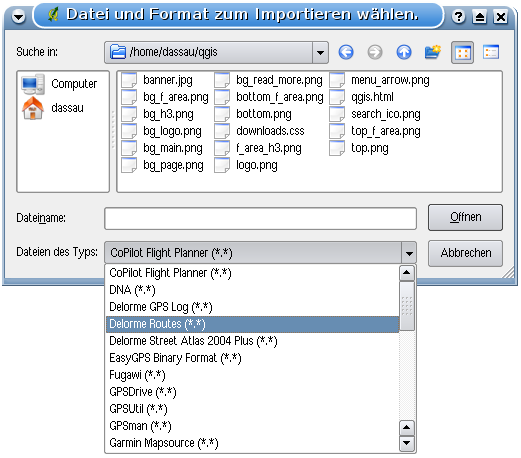 Datei und Format zum Importieren wählen.
Suche in: /home/dassau/qgis
Computer
dassau
banner.jpg
bg_f_area.png
bg_h3.png
bg_logo.png
bg_main.png
bg_page.png
bg_read_more.png
bottom_f_area.png
bottom.png
downloads.css
f_area_h3.png
logo.png
menu_arrow.png
qgis.html
search_ico.png
top_f_area.png
top.png
Dateiname:
Öffnen
Dateien des Typs: CoPilot Flight Planner (*.*)
Abbrechen
CoPilot Flight Planner (*.*)
DNA (*.*)
Delorme GPS Log (*.*)
Delorme Routes (*.*)
Delorme Street Atlas 2004 Plus (*.*)
EasyGPS Binary Format (*.*)
Fugawi (*.*)
GPSDrive (*.*)
GPSUtil (*.*)
GPSman (*.*)
Garmin Mapsource (*.*)